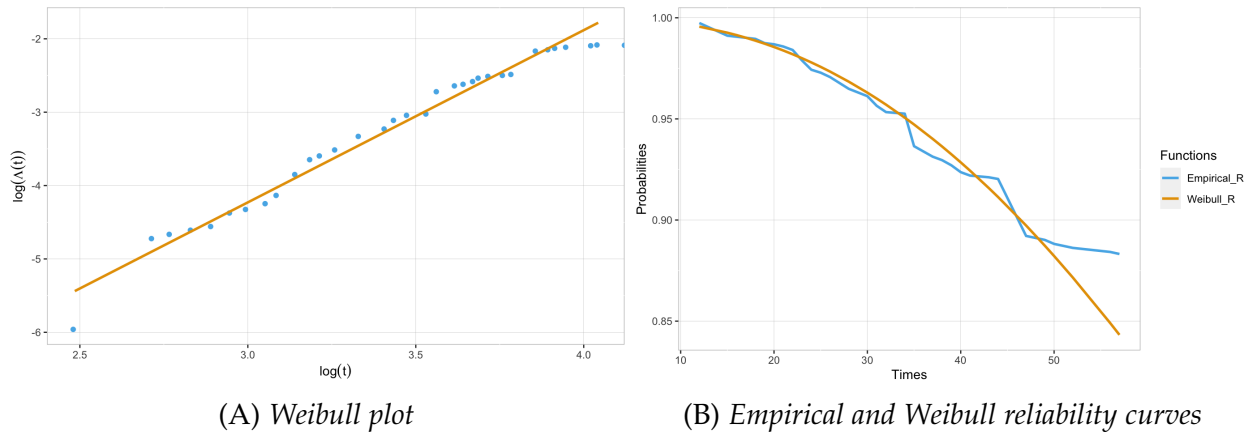 -2
-3
-4
-5
-6
log(Λ(t))
2.5
3.0
3.5
4.0
log(t)
(A) Weibull plot
1.00
0.95
0.90
0.85
Probabilities
10
20
30
40
50
Times
Functions
Empirical_R
Weibull_R
(B) Empirical and Weibull reliability curves